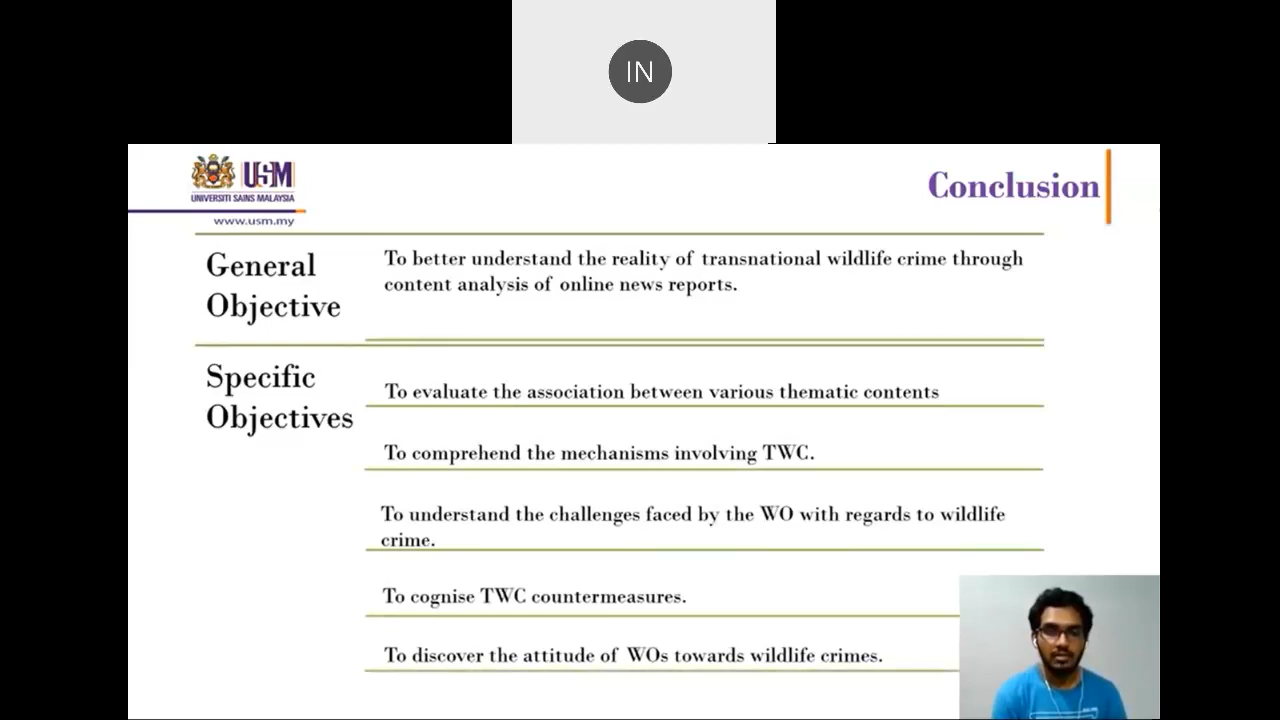 IN
USM
UNIVERSITI SAINS MALAYSIA
www.usm.my
Conclusion
General
Objective
To better understand the reality of transnational wildlife crime through
content analysis of online news reports.
Specific
Objectives
To evaluate the association between various thematic contents
To comprehend the mechanisms involving TWC.
To understand the challenges faced by the WO with regards to wildlife
crime.
To cognise TWC countermeasures.
To discover the attitude of WOs towards wildlife crimes.